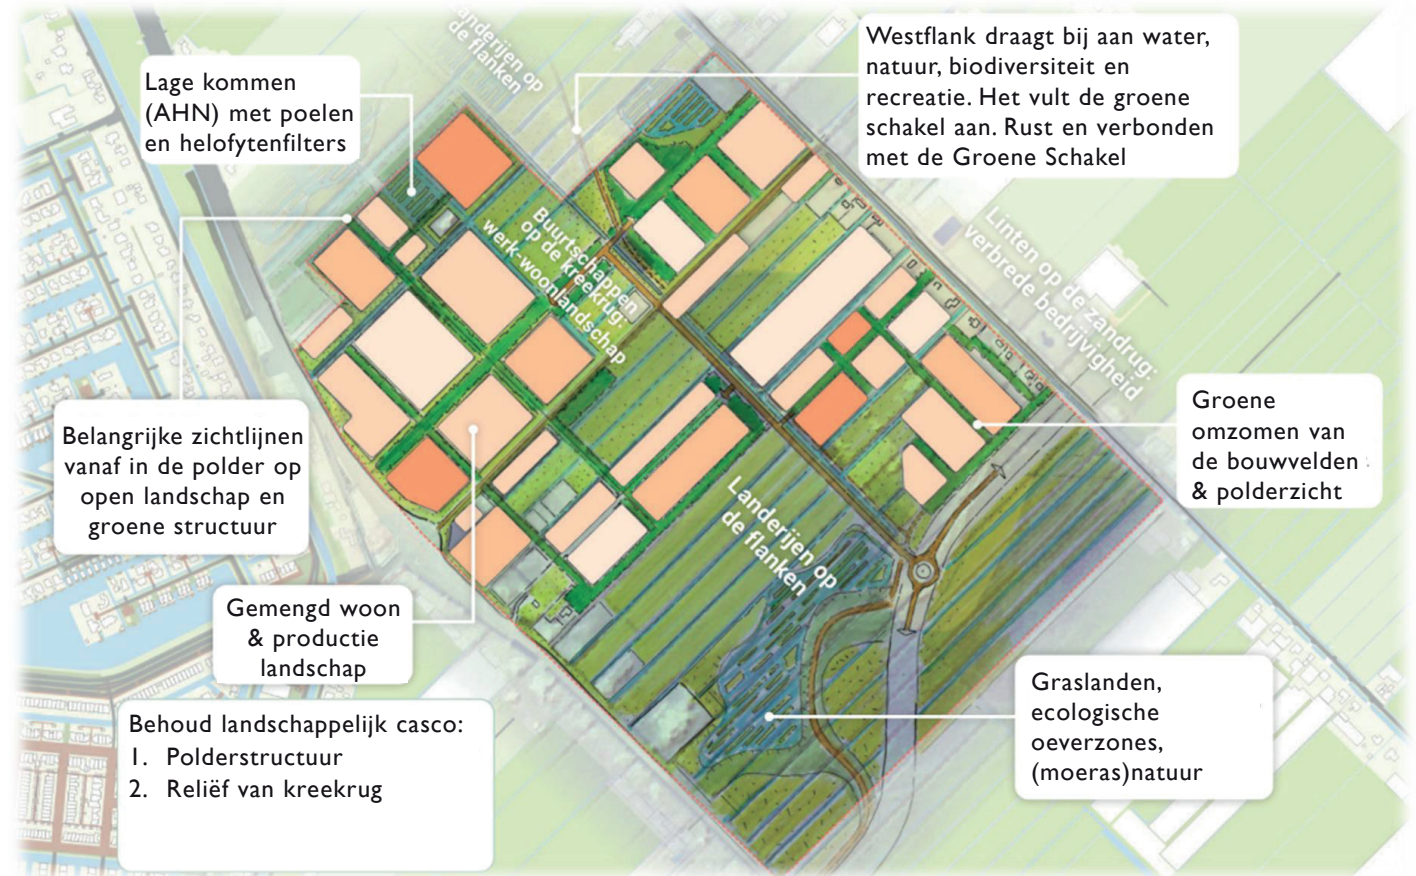 Landerijen op
de flanken
Westflank draagt bij aan water,
natuur, biodiversiteit en
recreatie. Het vult de groene
schakel aan. Rust en verbonden
met de Groene Schakel
Lage kommen
(AHN) met poelen
en helofytenfilters
Buurtschappen
op de kreekrug:
werk-woonlandschap
Linten op de zandrug:
verbrede bedrijvigheid
Belangrijke zichtlijnen
vanaf in de polder op
open landschap en
groene structuur
Groene
omzomen van
de bouwvelden
& polderzicht
Landerijen op
de flanken
Gemengd woon
& productie
landschap
Graslanden,
ecologische
oeverzones,
(moeras)natuur
Behoud landschappelijk casco:
1. Polderstructuur
2. Reliëf van kreekrug